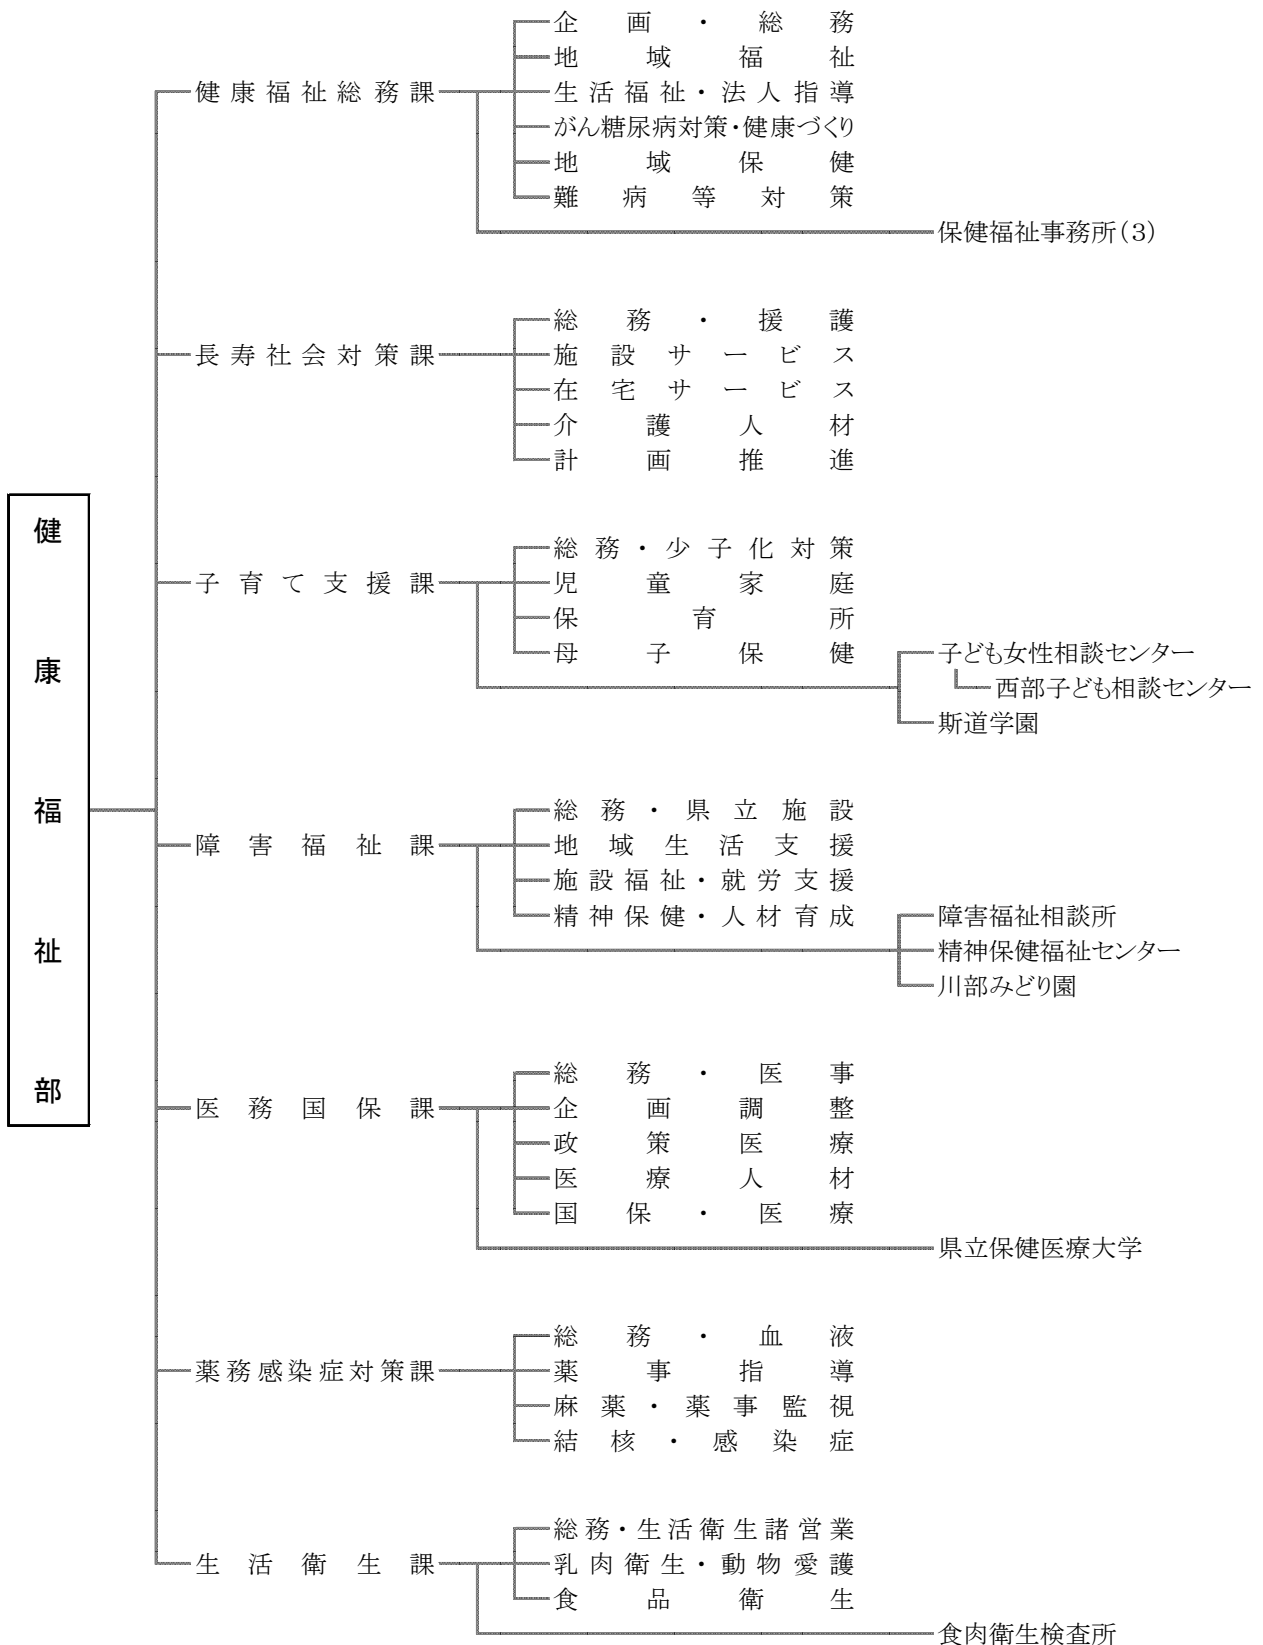 健康福祉部
健康福祉総務課
企画・総務
地域福祉
生活福祉・法人指導
がん糖尿病対策・健康づくり
地域保健
難病等対策
保健福祉事務所(3)
長寿社会対策課
総務・援護
施設サービス
在宅サービス
介護人材
計画推進
子育て支援課
総務・少子化対策
児童家庭
保育所
母子保健
子ども女性相談センター
西部子ども相談センター
斯道学園
障害福祉課
総務・県立施設
地域生活支援
施設福祉・就労支援
精神保健・人材育成
障害福祉相談所
精神保健福祉センター
川部みどり園
医務国保課
総務・医事
企画調整
政策医療
医療人材
国保・医療
県立保健医療大学
薬務感染症対策課
総務・血液
薬事指導
麻薬・薬事監視
結核・感染症
生活衛生課
総務・生活衛生諸営業
乳肉衛生・動物愛護
食品衛生
食肉衛生検査所